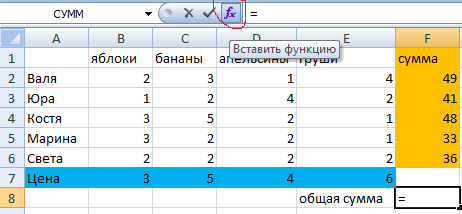 СУММ fx =
A B C D E F
1 яблоки бананы апельсины груши сумма
Вставить функцию
2 Валя 2 3 1 4 49
3 Юра 1 2 4 2 41
4 Костя 3 5 2 1 48
5 Марина 3 2 2 1 33
6 Света 2 2 2 2 36
7 Цена 3 5 4 6
8 общая сумма =